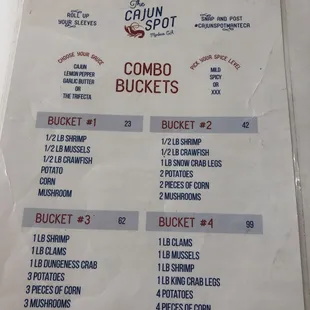 ROLL UP
YOUR SLEEVES
The
CAJUN
SPOT
SNAP AND POST
#CAJUNSPOTMANTECA
CHOOSE YOUR SAUCE
CAJUN
LEMON PEPPER
GARLIC BUTTER
OR
THE TRIFECTA
COMBO
BUCKETS
PICK YOUR SPICE LEVEL
MILD
SPICY
OR
XXX
BUCKET #1 23
1/2 LB SHRIMP
1/2 LB MUSSELS
1/2 LB CRAWFISH
POTATO
CORN
MUSHROOM
BUCKET #2 42
1/2 LB SHRIMP
1/2 LB CRAWFISH
1 LB SNOW CRAB LEGS
2 POTATOES
2 PIECES OF CORN
2 MUSHROOMS
BUCKET #3 62
1 LB SHRIMP
1 LB CLAMS
1 LB DUNGENESS CRAB
3 POTATOES
3 PIECES OF CORN
3 MUSHROOMS
BUCKET #4 99
1 LB CLAMS
1 LB MUSSELS
1 LB SHRIMP
1 LB KING CRAB LEGS
4 POTATOES
4 PIECES OF CORN